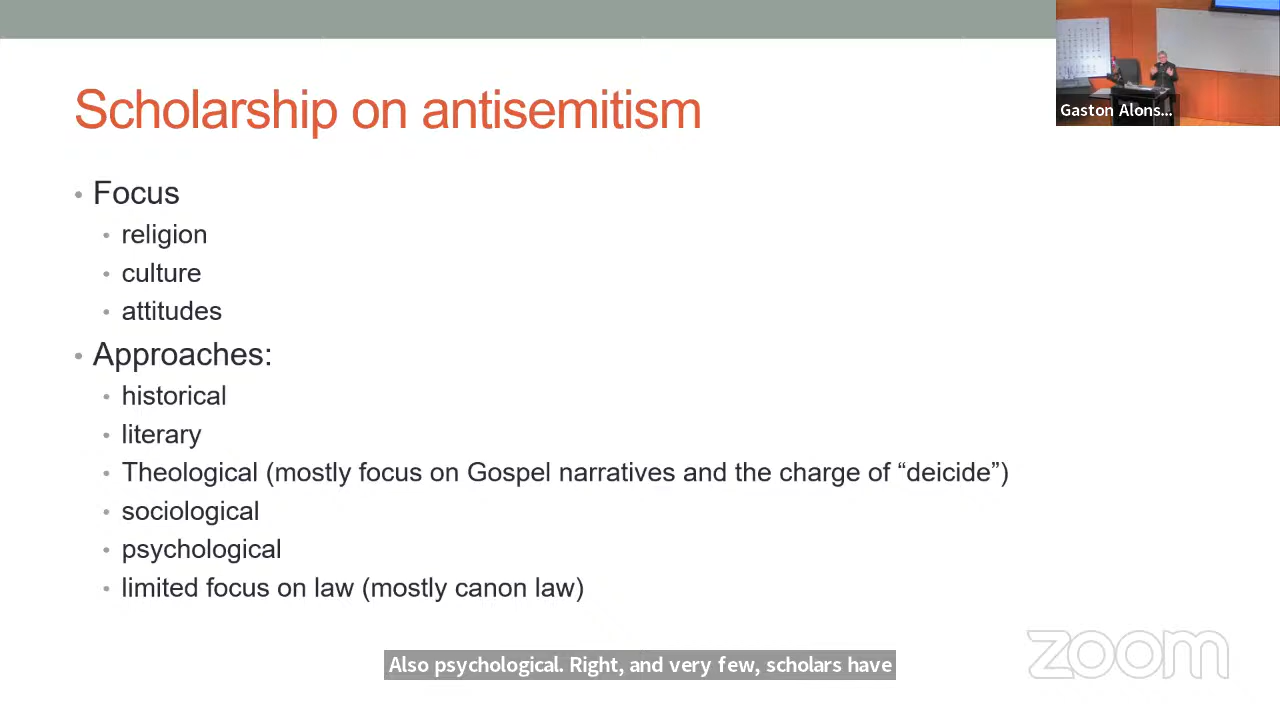 Scholarship on antisemitism
Gaston Alons...
• Focus
• religion
• culture
• attitudes
• Approaches:
• historical
• literary
• Theological (mostly focus on Gospel narratives and the charge of “deicide”)
• sociological
• psychological
• limited focus on law (mostly canon law)
Also psychological. Right, and very few, scholars have
zoom